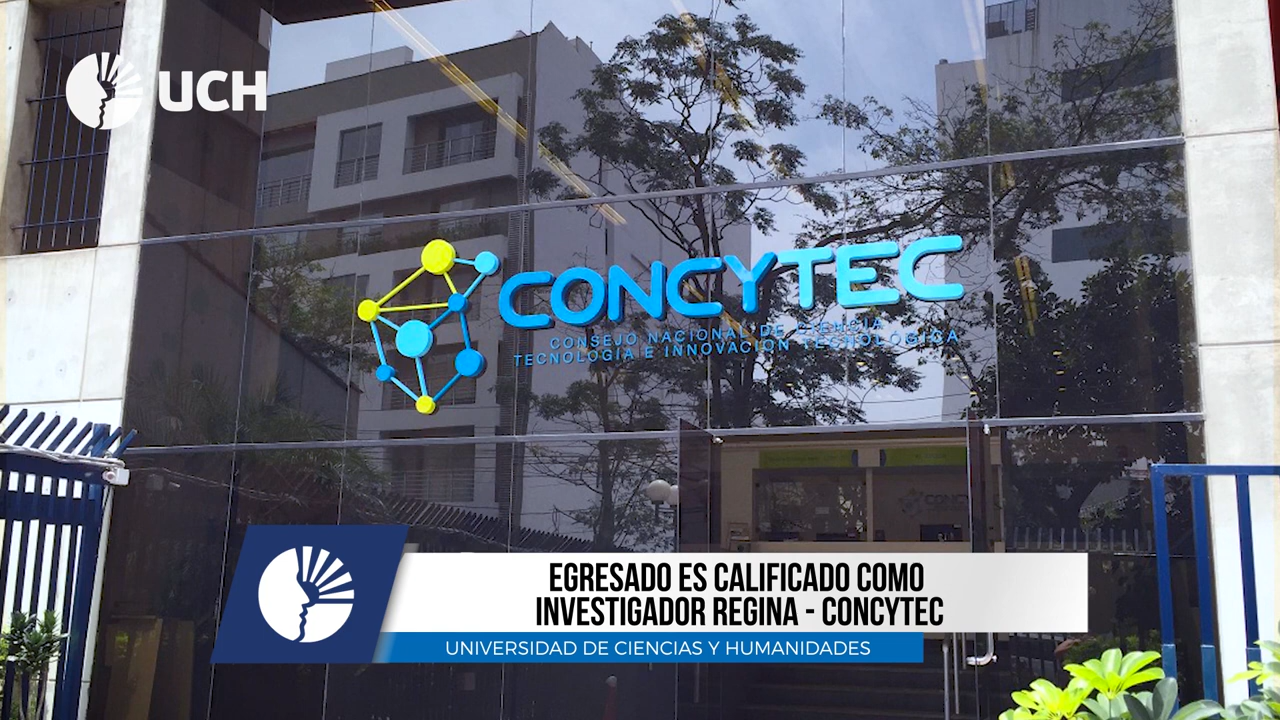 UCH
CONCYTEC
CONSEJO NACIONAL DE CIENCIA
TECNOLOGÍA E INNOVACIÓN TECNOLÓGICA
CONCYTEC
EGRESADO ES CALIFICADO COMO
INVESTIGADOR REGINA - CONCYTEC
UNIVERSIDAD DE CIENCIAS Y HUMANIDADES